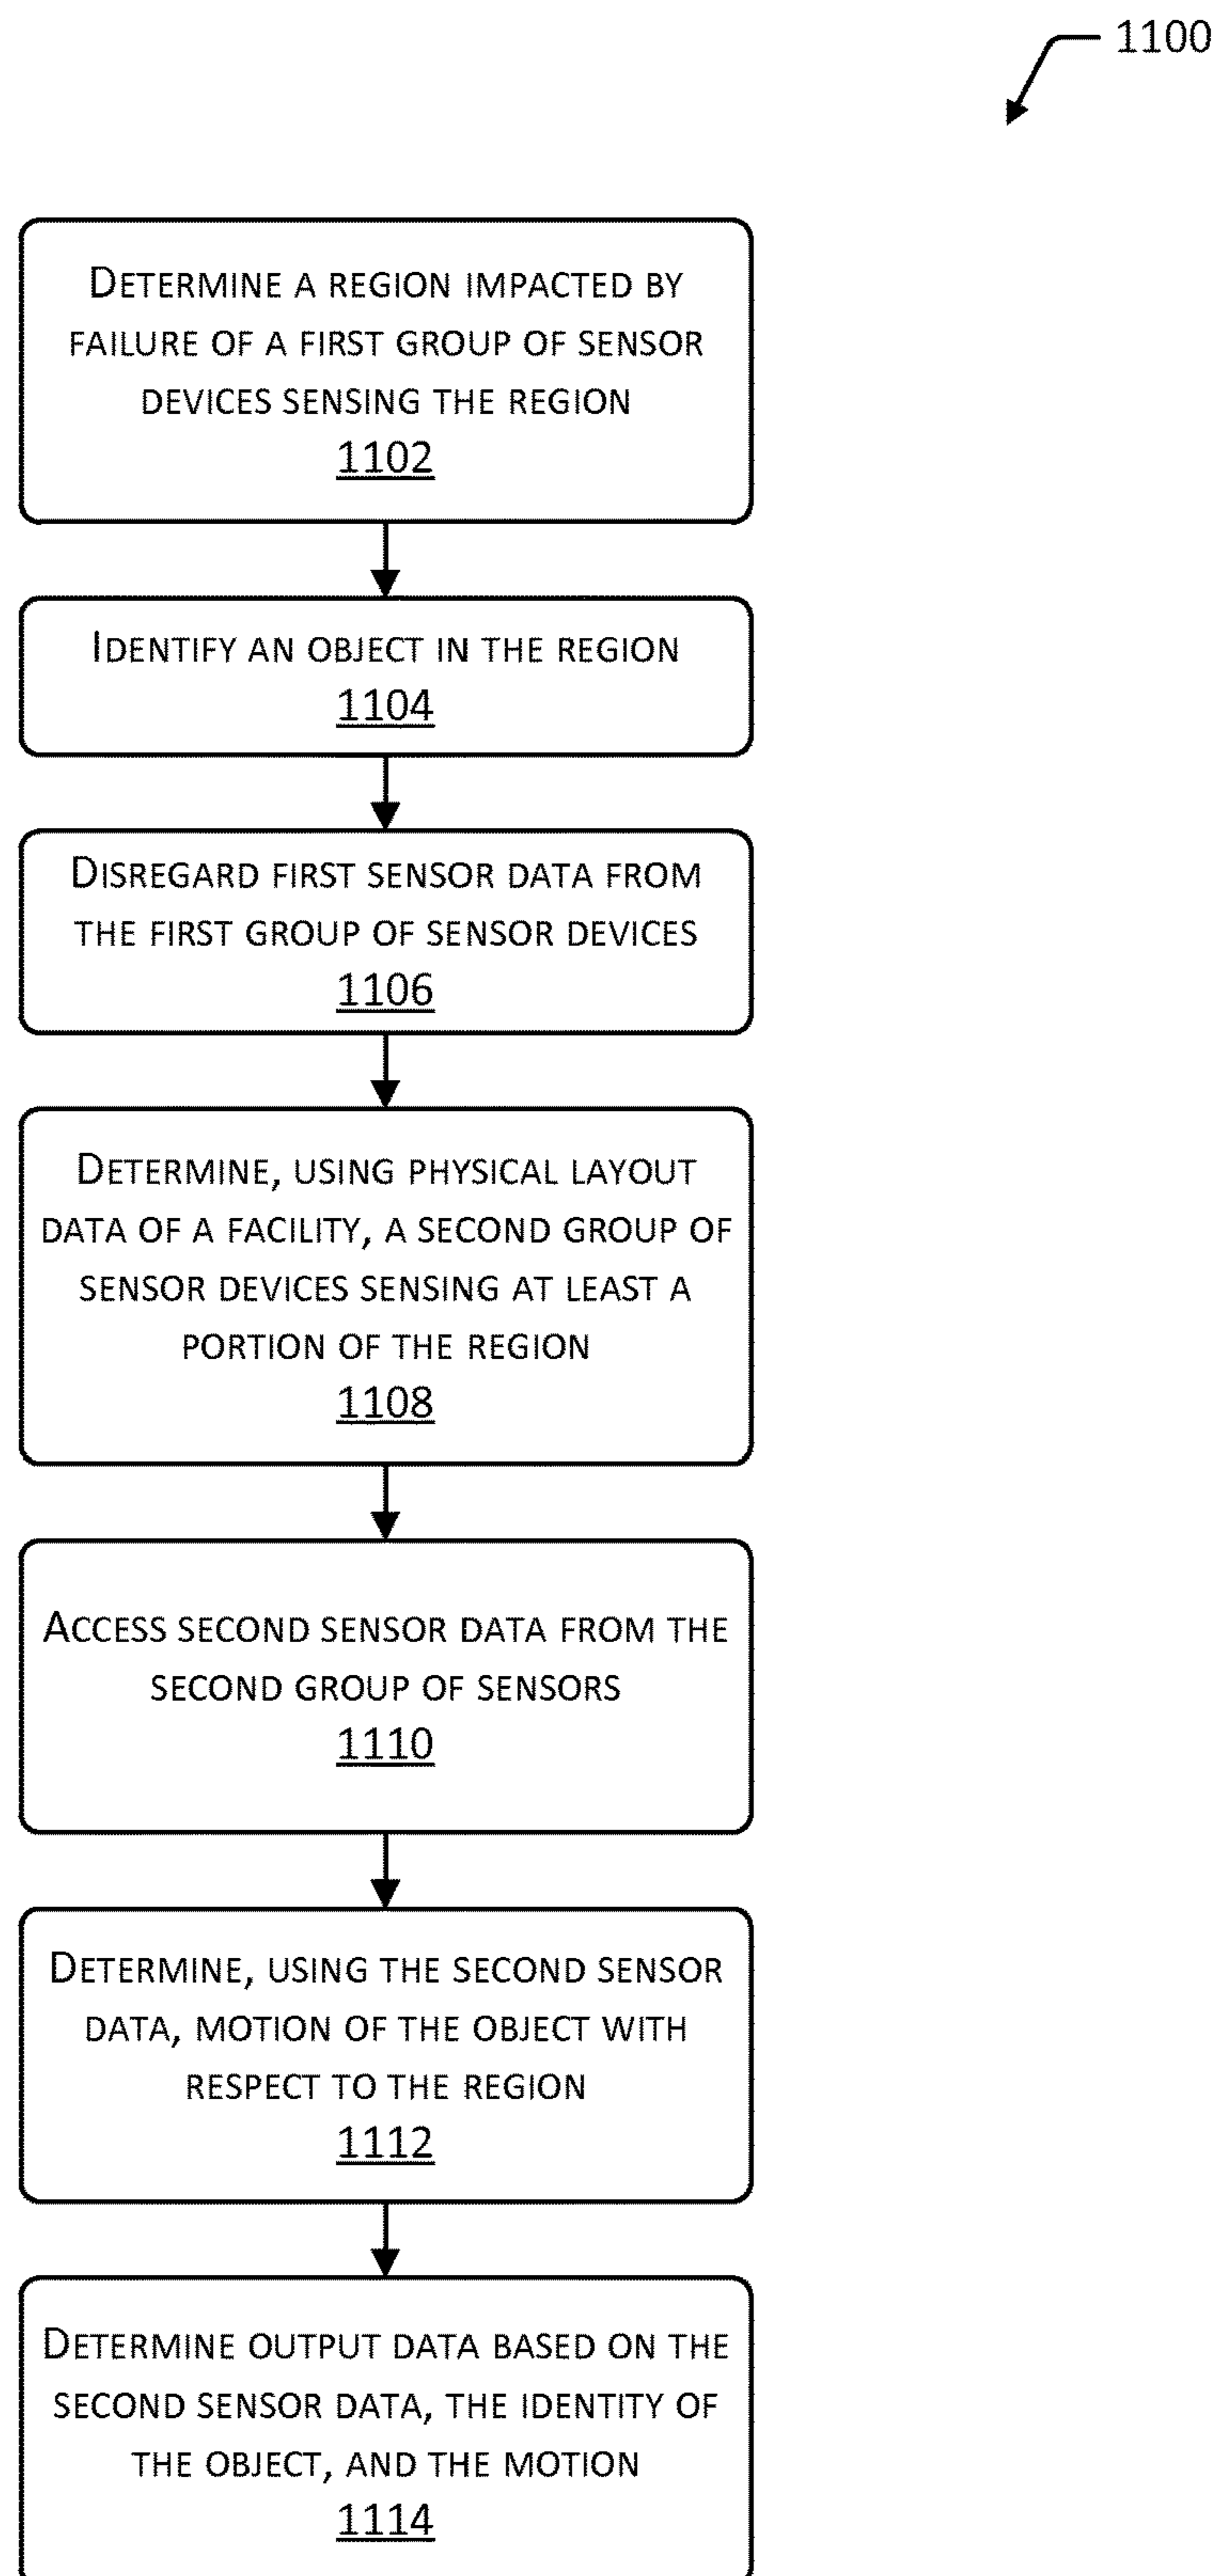 1100
Determine a region impacted by
failure of a first group of sensor
devices sensing the region
1102
Identify an object in the region
1104
Disregard first sensor data from
the first group of sensor devices
1106
Determine, using physical layout
data of a facility, a second group of
sensor devices sensing at least a
portion of the region
1108
Access second sensor data from the
second group of sensors
1110
Determine, using the second sensor
data, motion of the object with
respect to the region
1112
Determine output data based on the
second sensor data, the identity of
the object, and the motion
1114